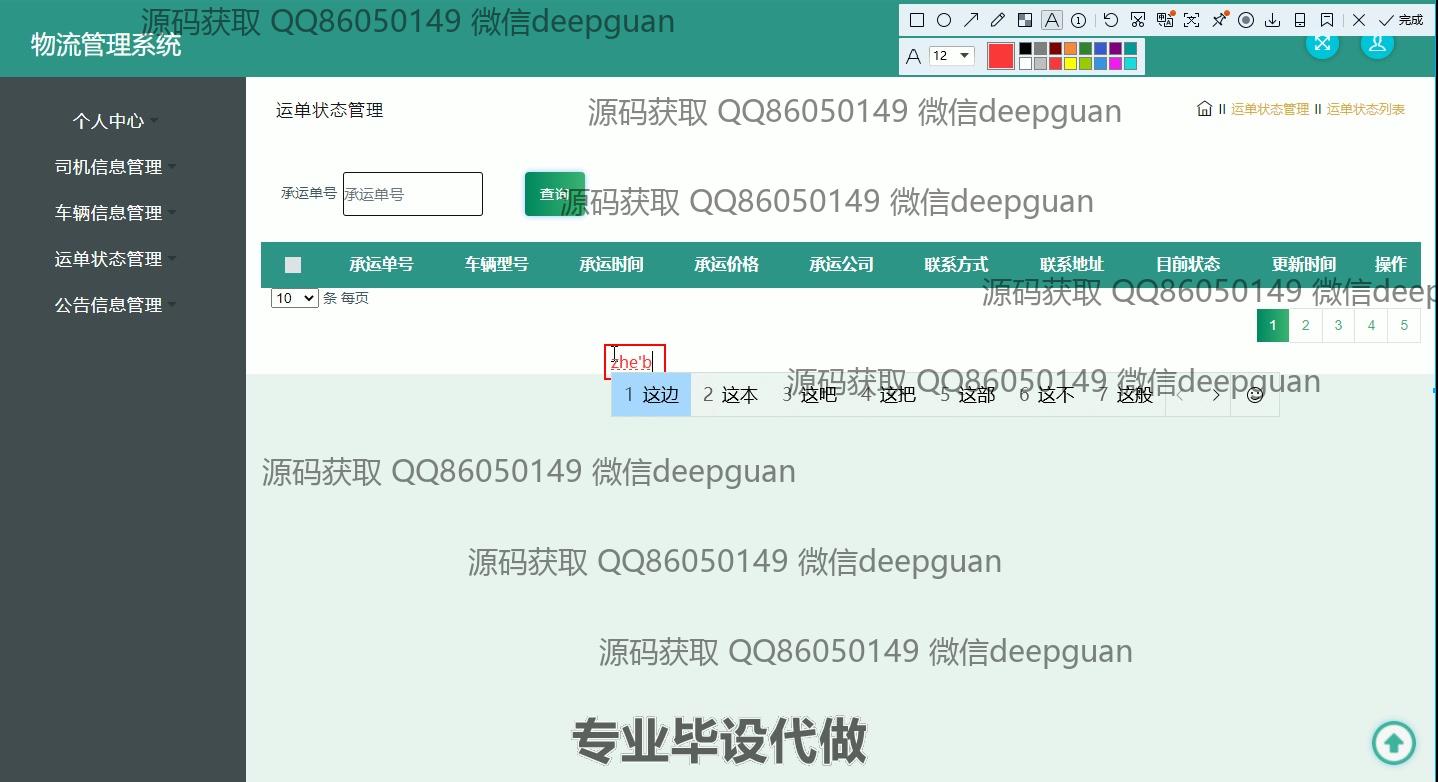 源码获取 QQ86050149 微信deepguan
物流管理系统
完成
A 12
个人中心
司机信息管理
车辆信息管理
运单状态管理
公告信息管理
运单状态管理
源码获取 QQ86050149 微信deepguan
运单状态管理 운 运单状态列表
承运单号 承运单号 查询
源码获取 QQ86050149 微信deepguan
承运单号 车辆型号 承运时间 承运价格 承运公司 联系方式 联系地址 目前状态 更新时间 操作
源码获取 QQ86050149 微信deep
10 条 每页
1 2 3 4 5
zhe'b
源码获取 QQ86050149 微信deepguan
1 这边 2 这本 3 这吧 4 这把 5 这部 6 这不 7 这般
源码获取 QQ86050149 微信deepguan
源码获取 QQ86050149 微信deepguan
源码获取 QQ86050149 微信deepguan
专业毕设代做